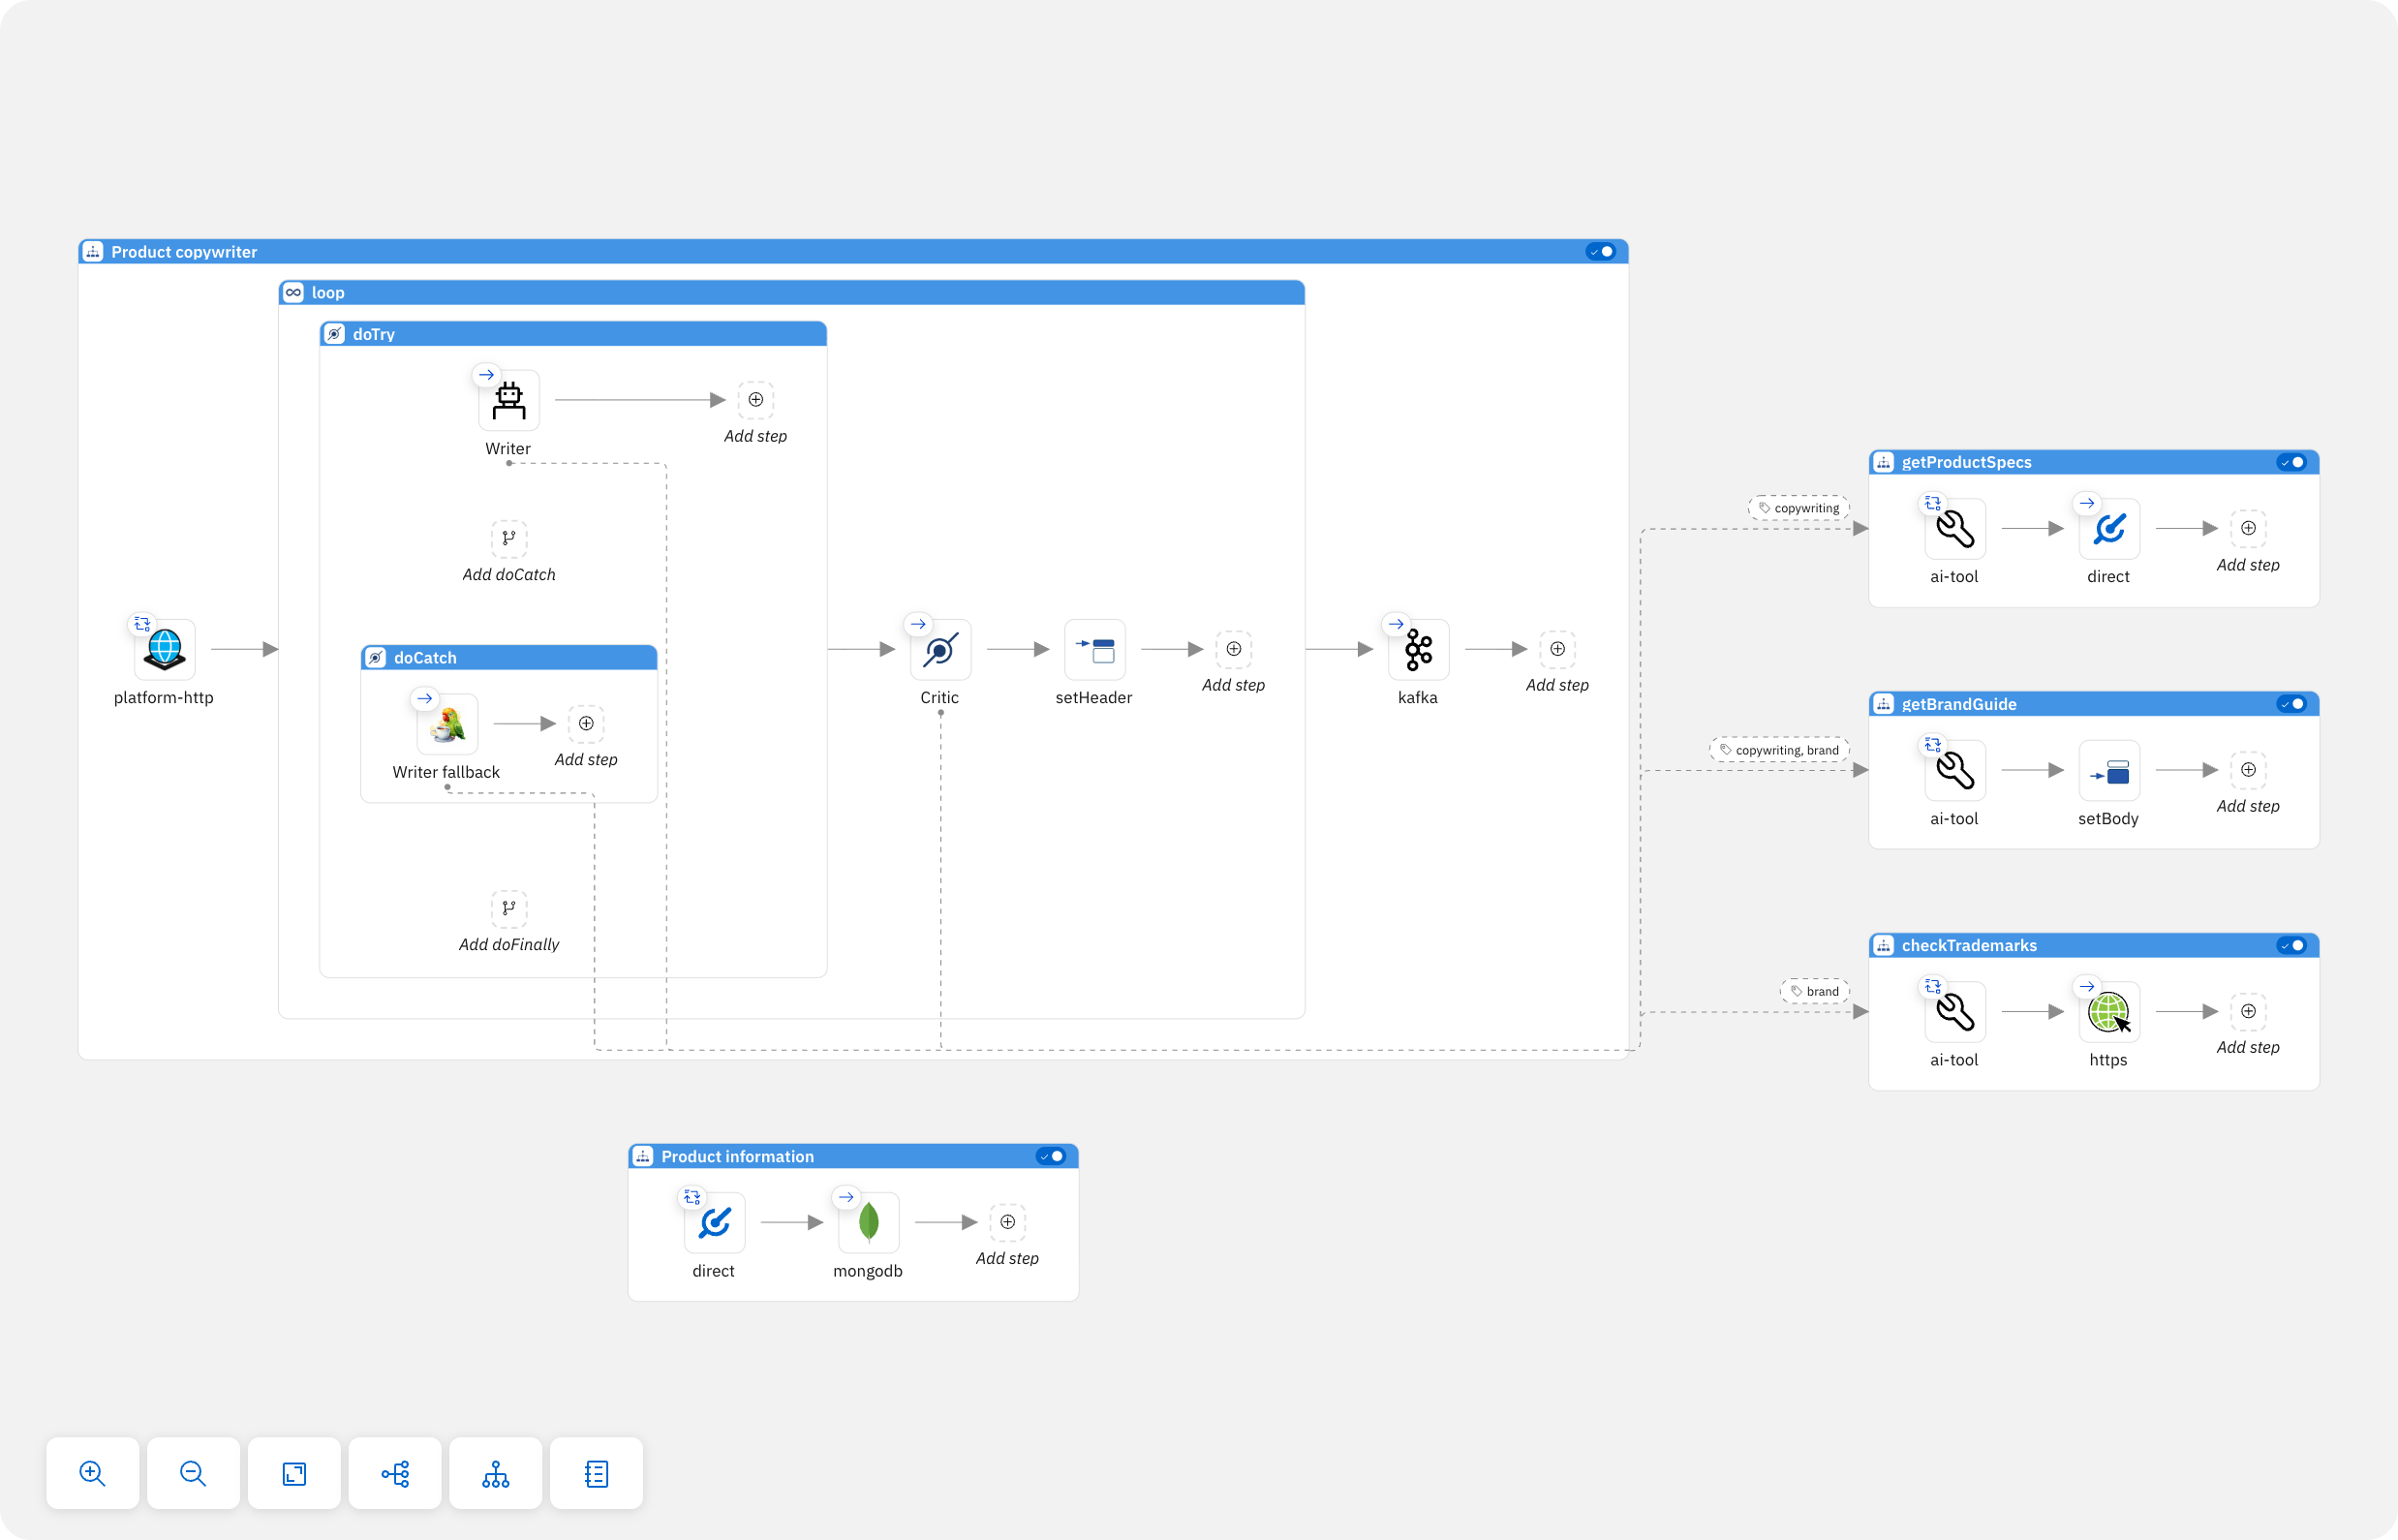 Product copywriter
loop
doTry
Writer
Add step
Add doCatch
doCatch
Writer fallback
Add step
Add doFinally
platform-http
Critic
setHeader
Add step
kafka
Add step
copywriting
getProductSpecs
ai-tool
direct
Add step
copywriting, brand
getBrandGuide
ai-tool
setBody
Add step
brand
checkTrademarks
ai-tool
https
Add step
Product information
direct
mongodb
Add step